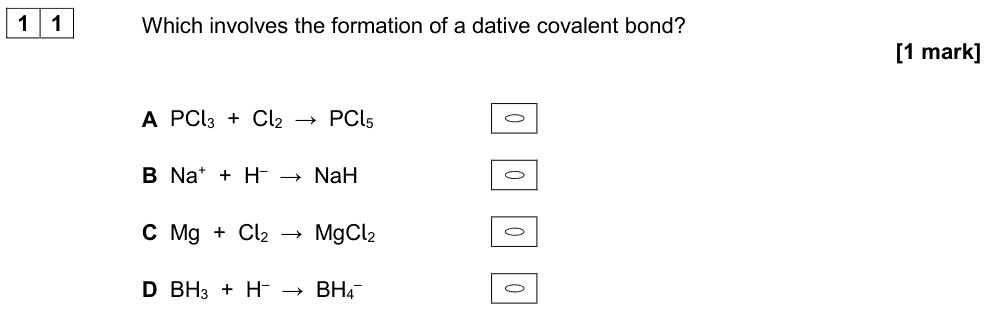 1 1 Which involves the formation of a dative covalent bond?
[1 mark]
A PCl₃ + Cl₂ → PCl₅
B Na⁺ + H⁻ → NaH
C Mg + Cl₂ → MgCl₂
D BH₃ + H⁻ → BH₄⁻